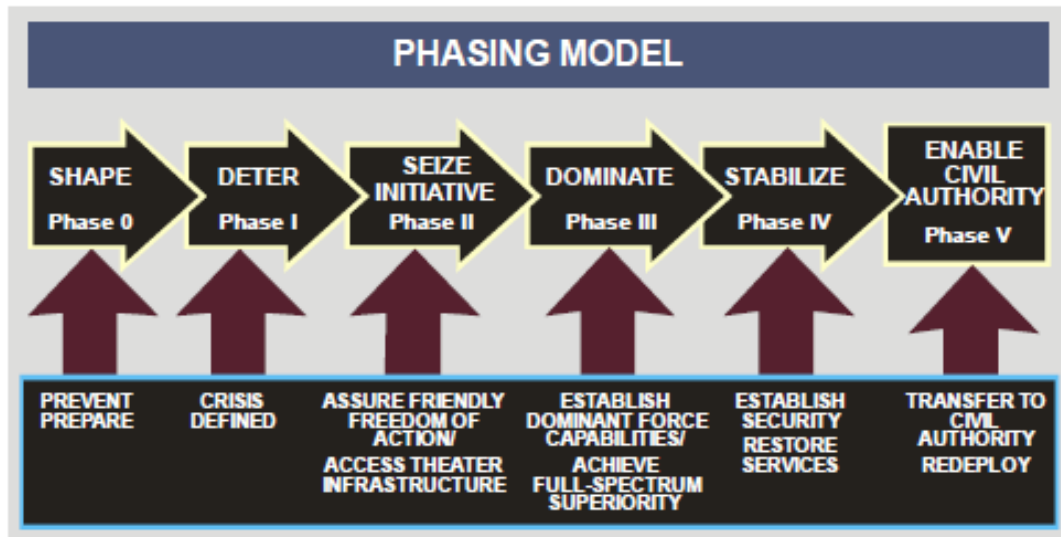 PHASING MODEL
SHAPE
Phase 0
DETER
Phase I
SEIZE
INITIATIVE
Phase II
DOMINATE
Phase III
STABILIZE
Phase IV
ENABLE
CIVIL
AUTHORITY
Phase V
PREVENT
PREPARE
CRISIS
DEFINED
ASSURE FRIENDLY
FREEDOM OF
ACTION/
ACCESS THEATER
INFRASTRUCTURE
ESTABLISH
DOMINANT FORCE
CAPABILITIES/
ACHIEVE
FULL-SPECTRUM
SUPERIORITY
ESTABLISH
SECURITY
RESTORE
SERVICES
TRANSFER TO
CIVIL
AUTHORITY
REDEPLOY